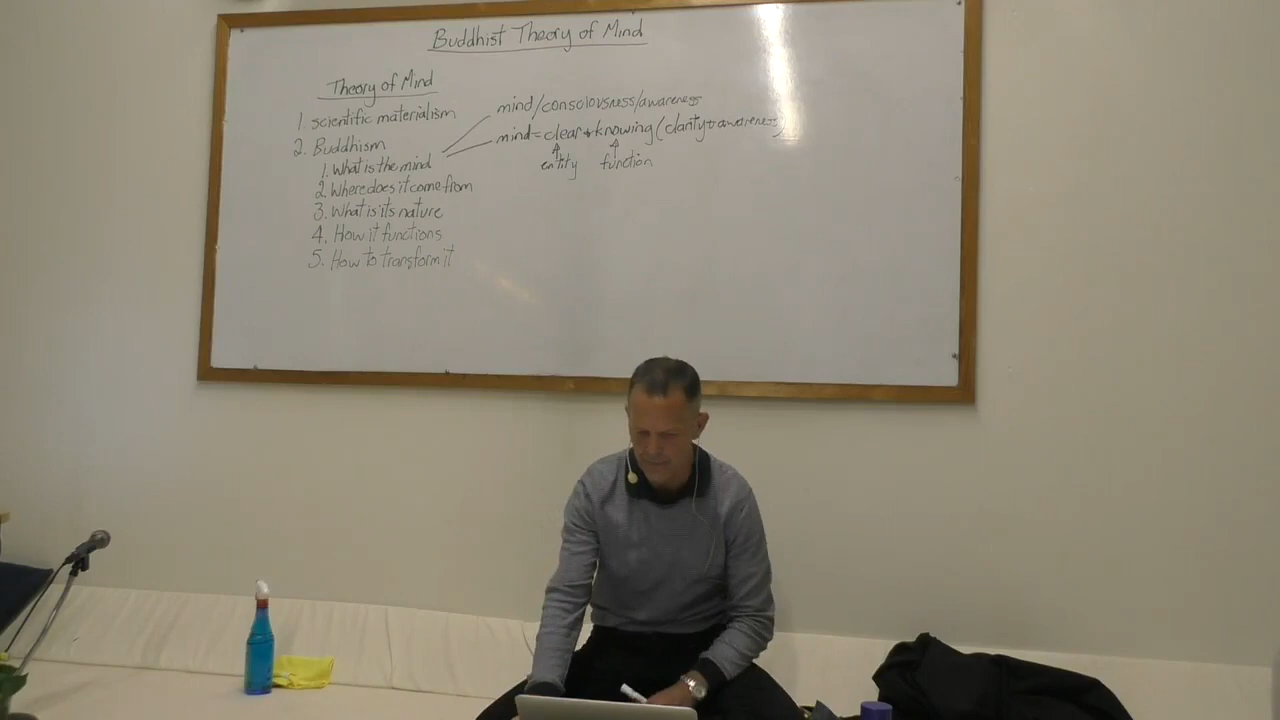 Buddhist Theory of Mind
Theory of Mind
1. scientific materialism
2. Buddhism
1. What is the mind
2. Where does it come from
3. What is its nature
4. How it functions
5. How to transform it
mind/consciousness/awareness
mind = clear + knowing (clarity + awareness)
entity function